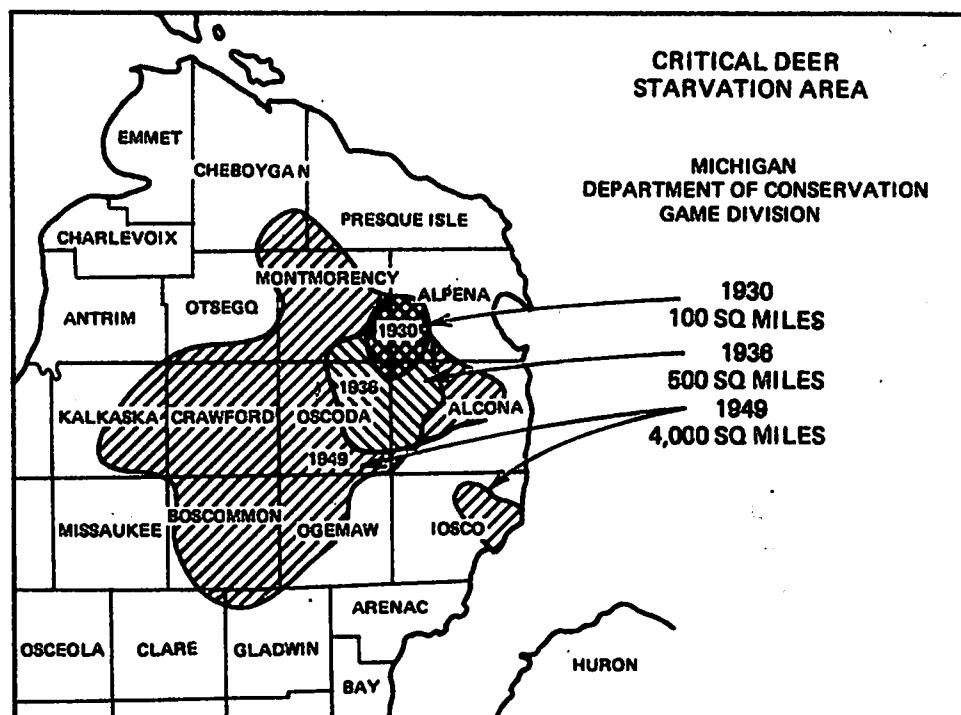 CRITICAL DEER
STARVATION AREA
MICHIGAN
DEPARTMENT OF CONSERVATION
GAME DIVISION
EMMET
CHEBOYGAN
PRESQUE ISLE
CHARLEVOIX
MONTMORENCY
ALPENA
ANTRIM
OTSEGO
1930
1930
100 SQ MILES
1936
1936
500 SQ MILES
KALKASKA
CRAWFORD
OSCODA
ALCONA
1949
4,000 SQ MILES
1949
MISSAUKEE
BOSCOMMON
OGEMAW
IOSCO
ARENAC
OSCEOLA
CLARE
GLADWIN
BAY
HURON